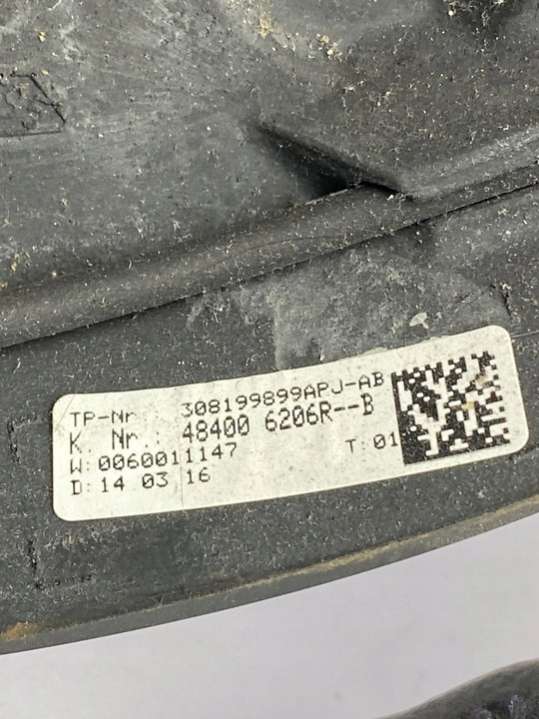 TP-Nr.: 308199899APJ-AB
K. Nr.: 48400 6206R--B
W: 0060011147 T: 01
D: 14 03 16